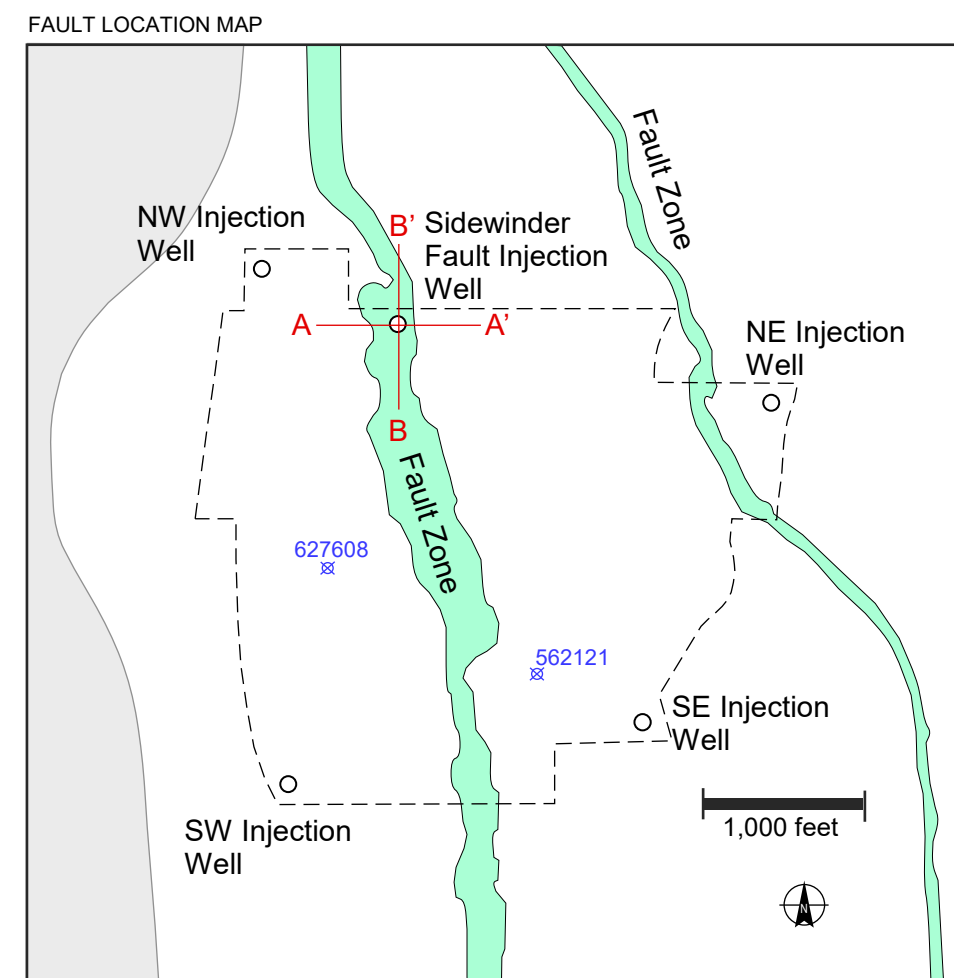 FAULT LOCATION MAP
Fault Zone
NW Injection
Well
B’
Sidewinder
Fault Injection
Well
A
A’
NE Injection
Well
B
Fault Zone
627608
562121
SE Injection
Well
1,000 feet
SW Injection
Well
N